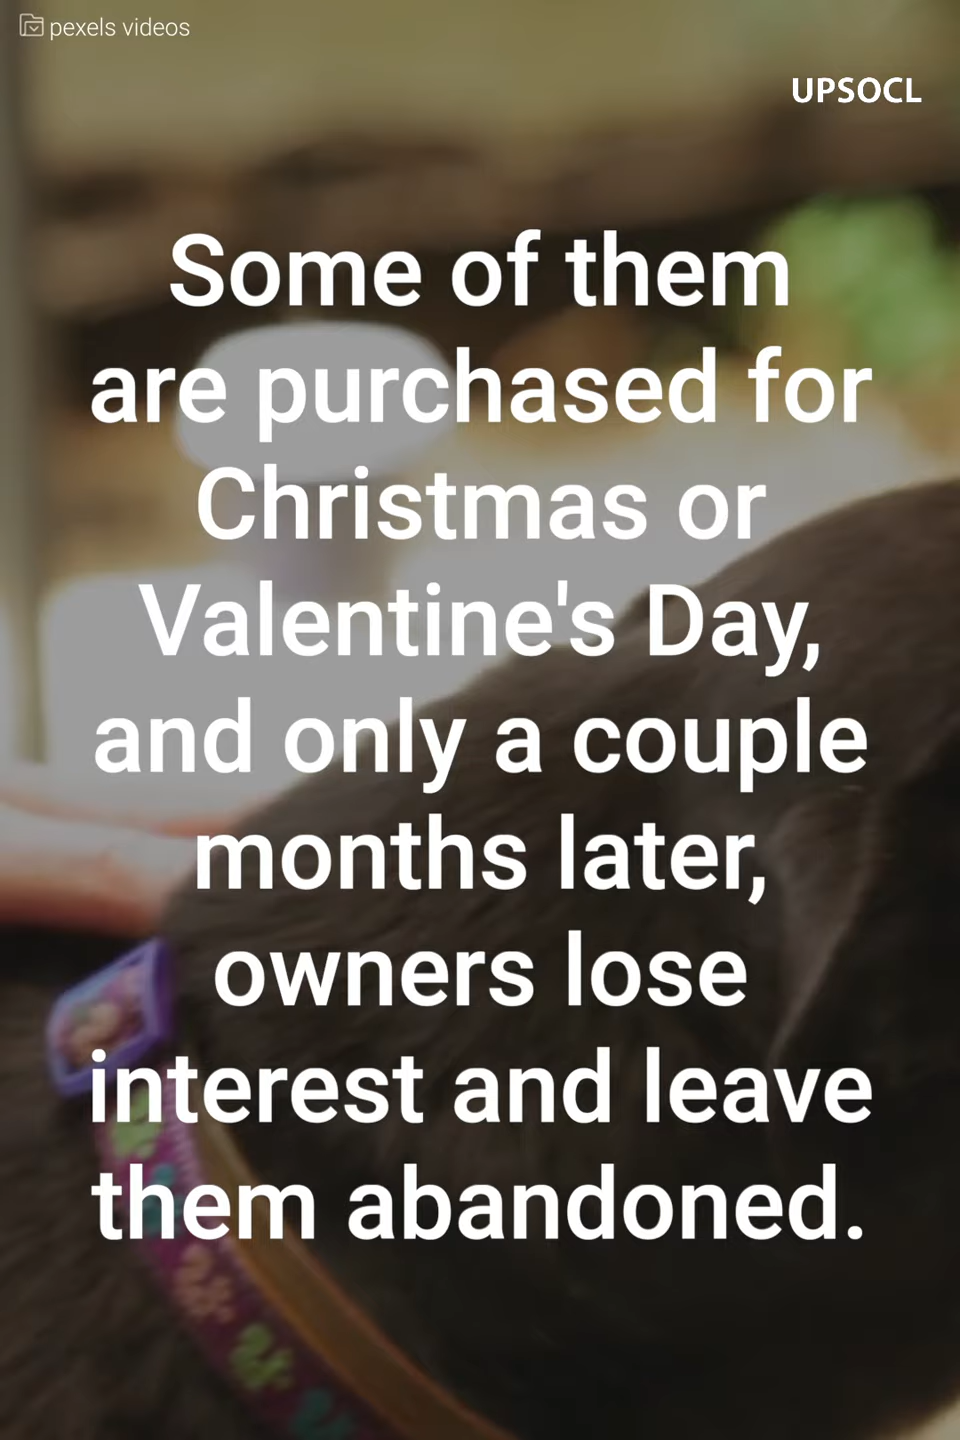 pexels videos
UPSOCL
Some of them
are purchased for
Christmas or
Valentine's Day,
and only a couple
months later,
owners lose
interest and leave
them abandoned.